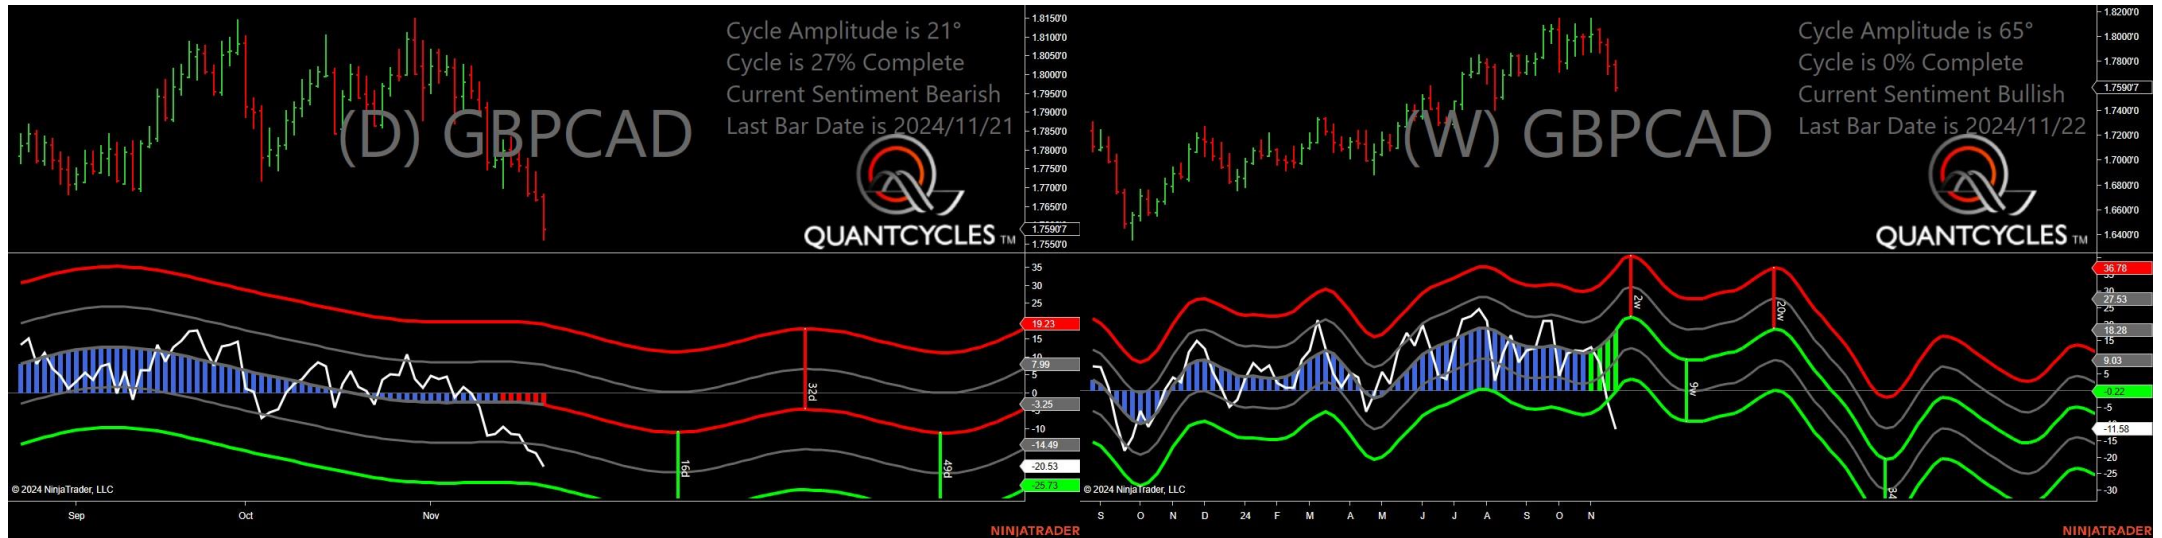 Cycle Amplitude is 21°
Cycle is 27% Complete
Current Sentiment Bearish
Last Bar Date is 2024/11/21
(D) GBPCAD
QUANTCYCLES TM
1.8150'0
1.8100'0
1.8050'0
1.8000'0
1.7950'0
1.7900'0
1.7850'0
1.7800'0
1.7750'0
1.7700'0
1.7650'0
1.7590'7
1.7550'0
35
30
25
19.23
15
10
7.99
5
0
-3.25
-10
-14.49
-20.53
-25.73
16d
32d
49d
© 2024 NinjaTrader, LLC
Sep Oct Nov
NINJATRADER
Cycle Amplitude is 65°
Cycle is 0% Complete
Current Sentiment Bullish
Last Bar Date is 2024/11/22
(W) GBPCAD
QUANTCYCLES TM
1.8200'0
1.8000'0
1.7800'0
1.7590'7
1.7400'0
1.7200'0
1.7000'0
1.6800'0
1.6600'0
1.6400'0
36.78
30
27.53
18.28
15
9.03
5
-0.22
-5
-11.58
-15
-20
-25
-30
2w
9w
20w
© 2024 NinjaTrader, LLC
S O N D 24 F M A M J J A S O N
NINJATRADER